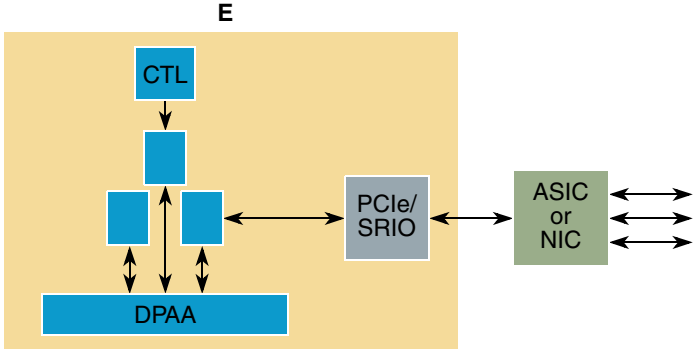 E
CTL
PCIe/
SRIO
ASIC
or
NIC
DPAA